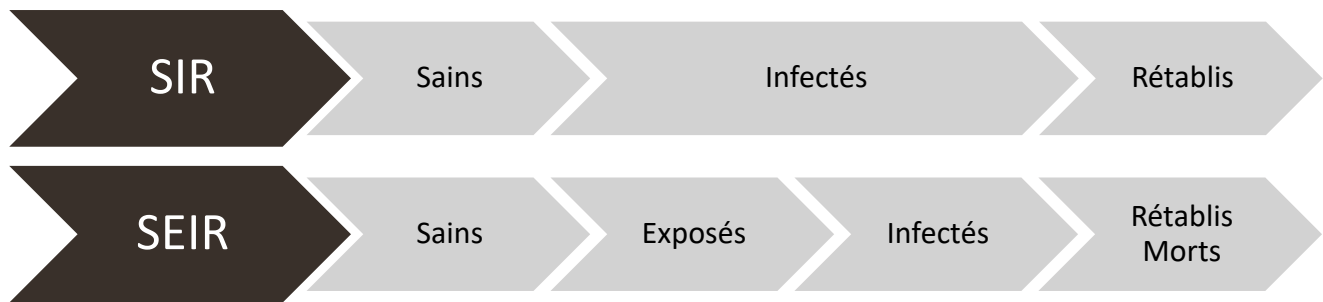 SIR
Sains
Infectés
Rétablis
SEIR
Sains
Exposés
Infectés
Rétablis
Morts